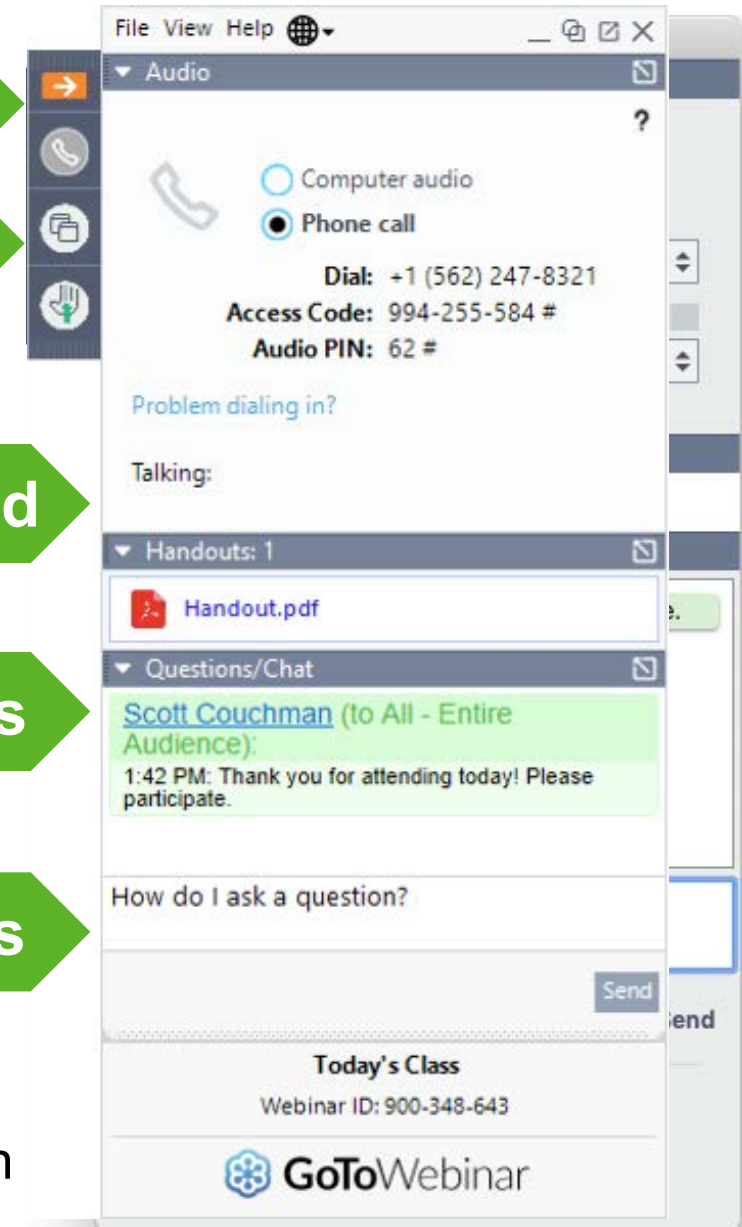 File View Help
Audio
?
Computer audio
Phone call
Dial: +1 (562) 247-8321
Access Code: 994-255-584 #
Audio PIN: 62 #
Problem dialing in?
Talking:
d
Handouts: 1
Handout.pdf
e.
Questions/Chat
s
Scott Couchman (to All - Entire
Audience):
1:42 PM: Thank you for attending today! Please
participate.
How do I ask a question?
s
Send
end
Today's Class
Webinar ID: 900-348-643
n
GoToWebinar